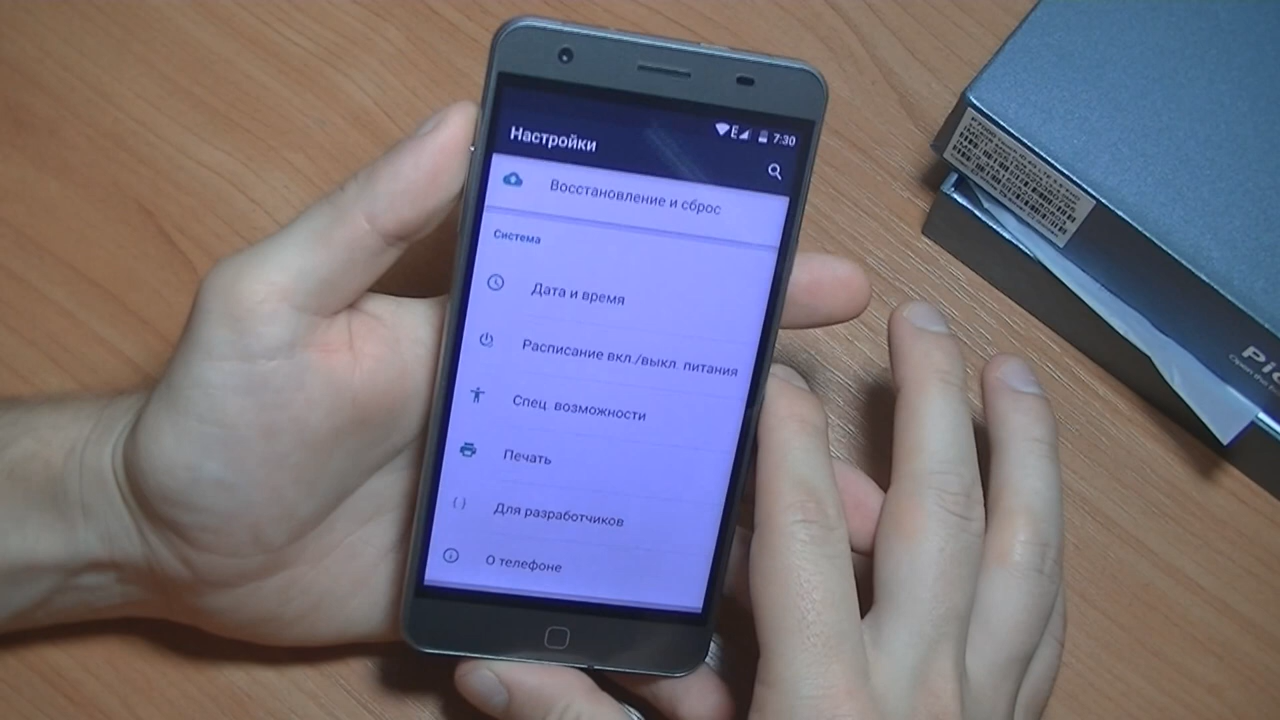 7:30
Настройки
Восстановление и сброс
Система
Дата и время
Расписание вкл./выкл. питания
Спец. возможности
Печать
{ } Для разработчиков
О телефоне